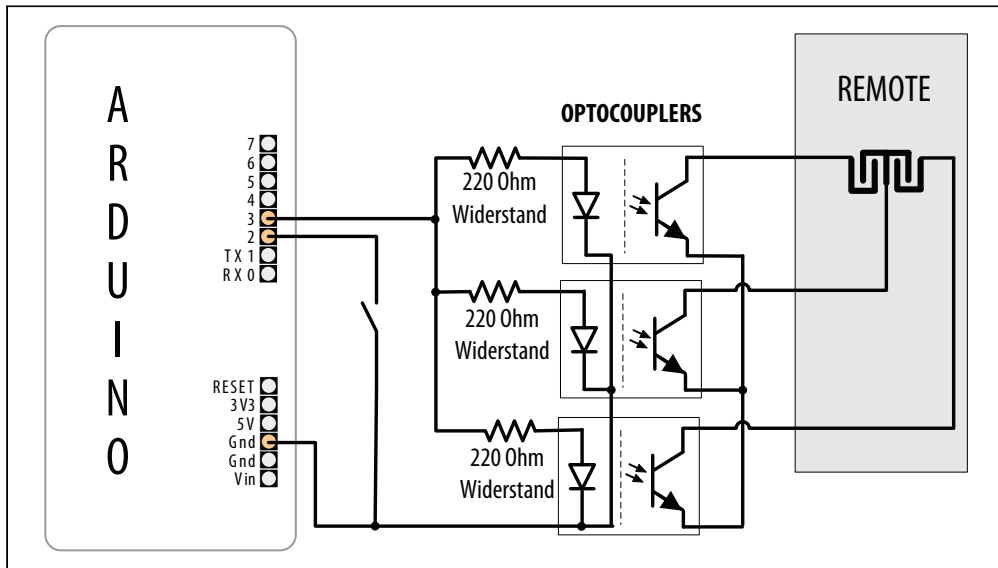 ARDUINO
7
6
5
4
3
2
TX 1
RX 0
RESET
3V3
5V
Gnd
Gnd
Vin
OPTOCOUPLERS
220 Ohm
Widerstand
220 Ohm
Widerstand
220 Ohm
Widerstand
REMOTE